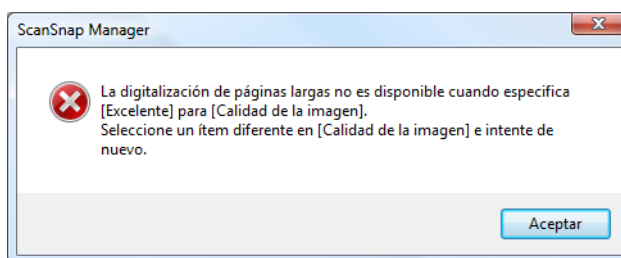 ScanSnap Manager
La digitalización de páginas largas no es disponible cuando especifica
[Excelente] para [Calidad de la imagen].
Seleccione un ítem diferente en [Calidad de la imagen] e intente de
nuevo.
Aceptar